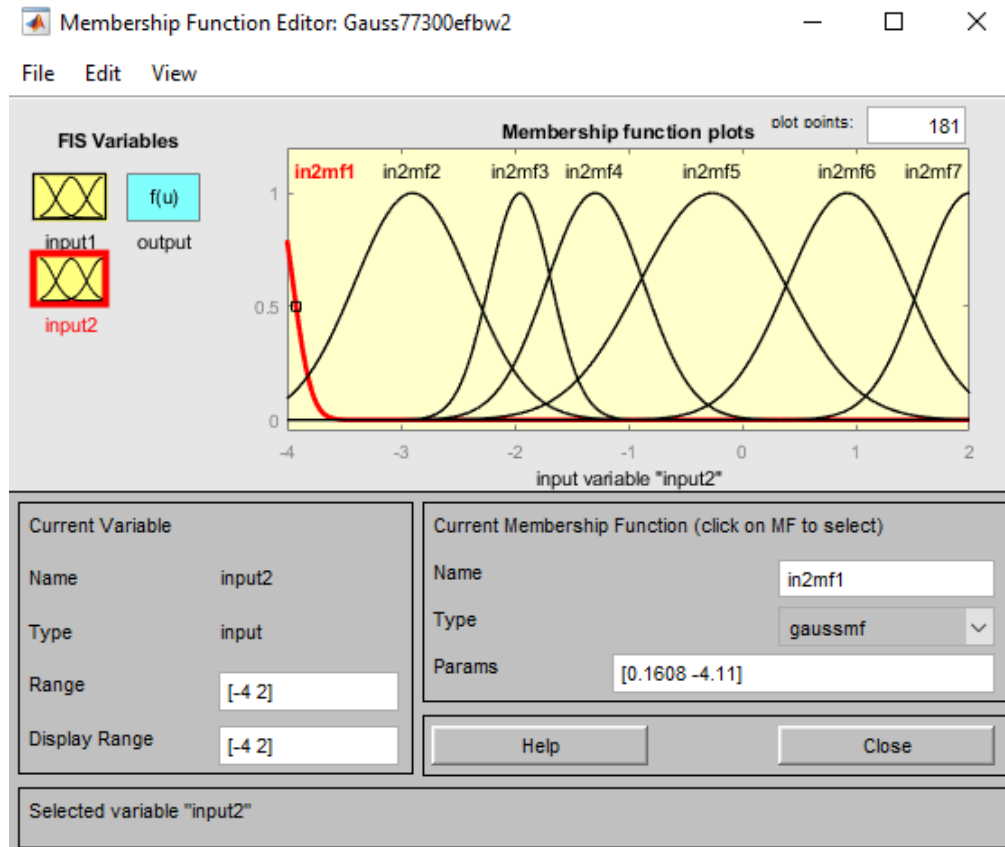 Membership Function Editor: Gauss77300efbw2
File Edit View
FIS Variables
f(u)
input1 output
input2
Membership function plots plot points: 181
in2mf1 in2mf2 in2mf3 in2mf4 in2mf5 in2mf6 in2mf7
1
0.5
0
-4 -3 -2 -1 0 1 2
input variable "input2"
Current Variable
Name input2
Type input
Range [-4 2]
Display Range [-4 2]
Current Membership Function (click on MF to select)
Name in2mf1
Type gaussmf
Params [0.1608 -4.11]
Help Close
Selected variable "input2"